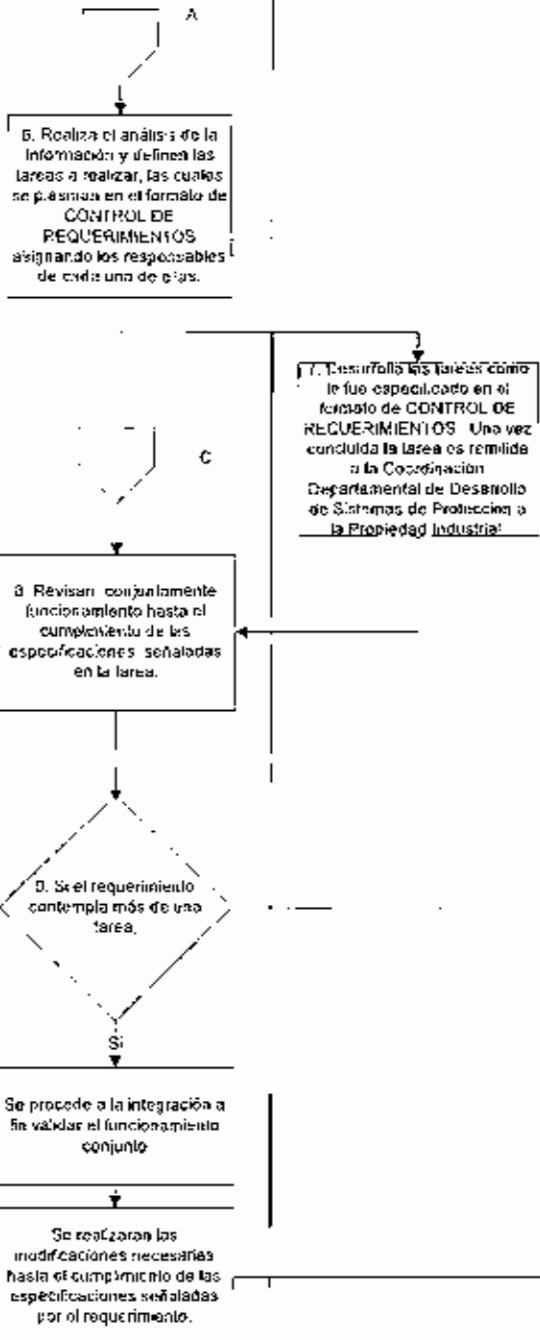 A
6. Realiza el análisis de la
información y definen las
tareas a realizar, las cuales
se plasman en el formato de
CONTROL DE
REQUERIMIENTOS
asignando los responsables
de cada una de ellas.
7. Desarrolla las tareas como
le fue especificado en el
formato de CONTROL DE
REQUERIMIENTOS. Una vez
concluida la tarea es remitida
a la Coordinación
Departamental de Desarrollo
de Sistemas de Protección a
la Propiedad Industrial
C
8. Revisan conjuntamente
funcionamiento hasta el
cumplimiento de las
especificaciones señaladas
en la tarea.
9. Si el requerimiento
contempla más de una
tarea.
Si
Se procede a la integración a
fin validar el funcionamiento
conjunto
Se realizaran las
modificaciones necesarias
hasta el cumplimiento de las
especificaciones señaladas
por el requerimiento.